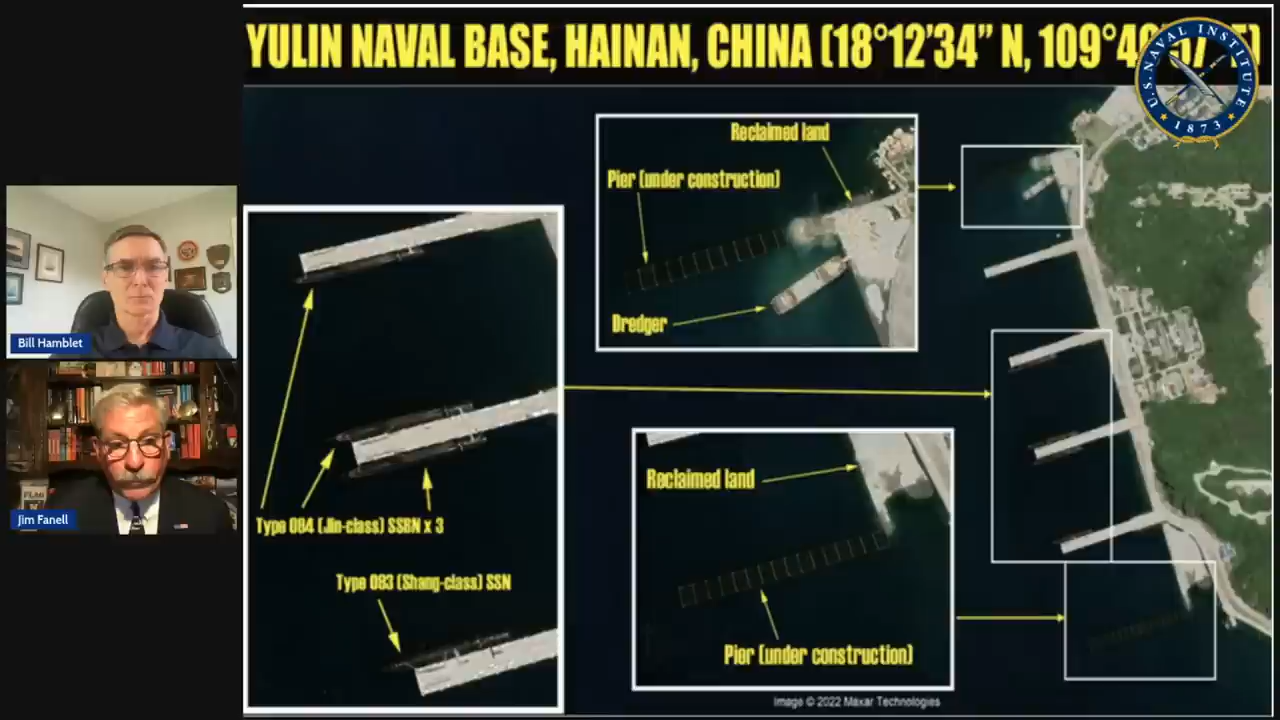 YULIN NAVAL BASE, HAINAN, CHINA (18°12'34" N, 109°4
U.S. NAVAL INSTITUTE
1873
Reclaimed land
Pier (under construction)
Dredger
Bill Hamblet
Jim Fanell
Type 094 (Jin-class) SSBN x 3
Type 093 (Shang-class) SSN
Reclaimed land
Pier (under construction)
Image © 2022 Maxar Technologies